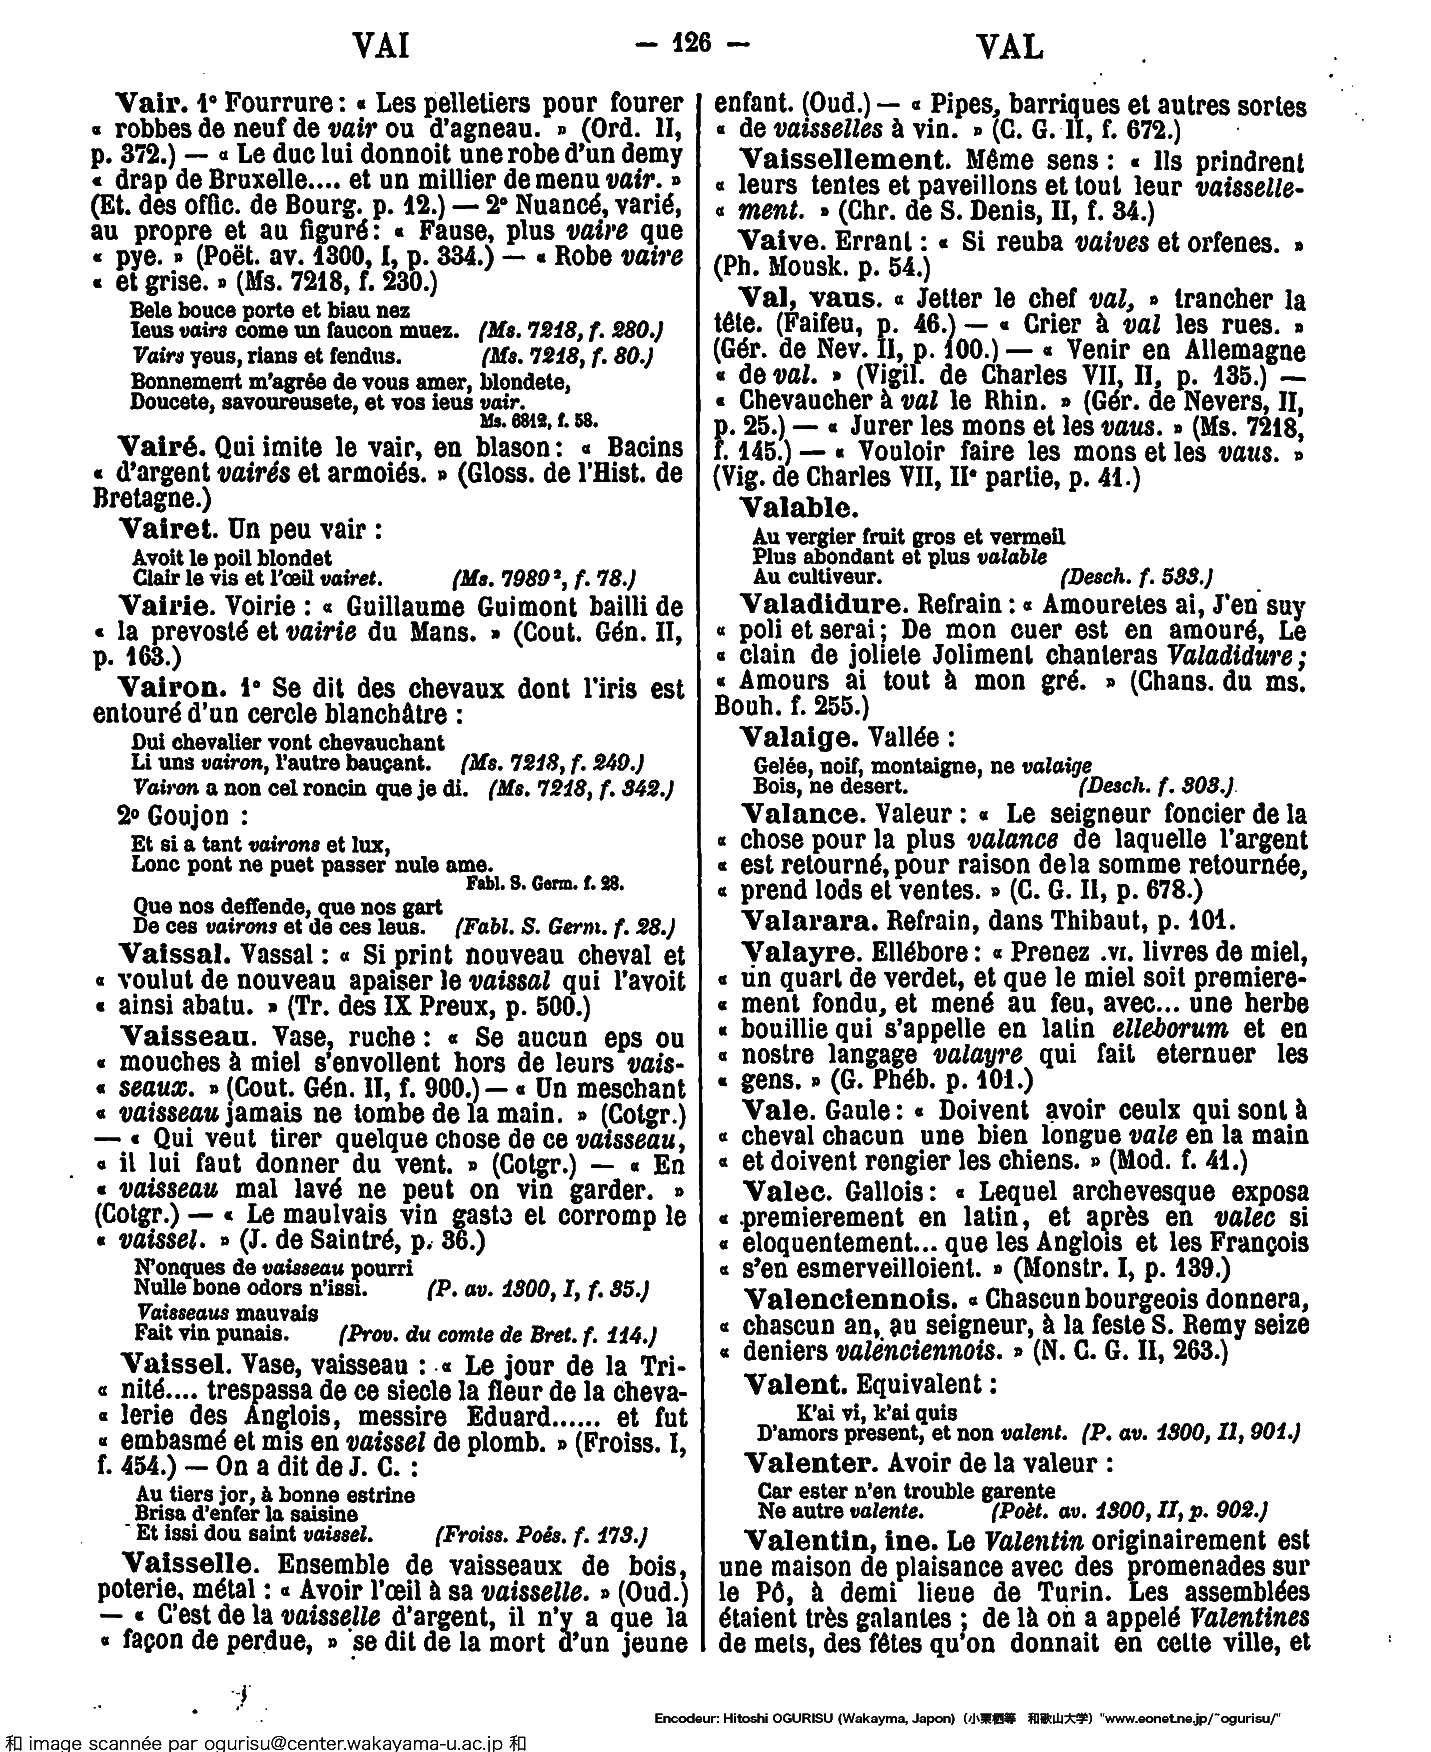 VAI — 126 — VAL
Vair. 1° Fourrure : « Les pelletiers pour fourer
« robbes de neuf de vair ou d'agneau. » (Ord. II,
p. 372.) — « Le duc lui donnoit une robe d'un demy
« drap de Bruxelle.... et un millier de menu vair. »
(Et. des offic. de Bourg. p. 12.) — 2° Nuancé, varié,
au propre et au figuré : « Fause, plus vaire que
« pye. » (Poët. av. 1300, I, p. 334.) — « Robe vaire
« et grise. » (Ms. 7218, f. 230.)
Bele bouce porte et biau nez
Ieus vairs come un faucon muez. (Ms. 7218, f. 280.)
Vairs yeus, rians et fendus. (Ms. 7218, f. 80.)
Bonnement m'agrée de vous amer, blondete,
Doucete, savoureusete, et vos ieus vair.
Ms. 6812, f. 58.
Vairé. Qui imite le vair, en blason : « Bacins
« d'argent vairés et armoiés. » (Gloss. de l'Hist. de
Bretagne.)
Vairet. Un peu vair :
Avoit le poil blondet
Clair le vis et l'œil vairet. (Ms. 7989², f. 78.)
Vairie. Voirie : « Guillaume Guimont bailli de
« la prevosté et vairie du Mans. » (Cout. Gén. II,
p. 163.)
Vairon. 1° Se dit des chevaux dont l'iris est
entouré d'un cercle blanchâtre :
Dui chevalier vont chevauchant
Li uns vairon, l'autre bauçant. (Ms. 7218, f. 240.)
Vairon a non cel roncin que je di. (Ms. 7218, f. 342.)
2° Goujon :
Et si a tant vairons et lux,
Lonc pont ne puet passer nule ame.
Fabl. S. Germ. f. 28.
Que nos deffende, que nos gart
De ces vairons et de ces leus. (Fabl. S. Germ. f. 28.)
Vaissal. Vassal : « Si print nouveau cheval et
« voulut de nouveau apaiser le vaissal qui l'avoit
« ainsi abatu. » (Tr. des IX Preux, p. 500.)
Vaisseau. Vase, ruche : « Se aucun eps ou
« mouches à miel s'envollent hors de leurs vais-
« seaux. » (Cout. Gén. II, f. 900.) — « Un meschant
« vaisseau jamais ne tombe de la main. » (Cotgr.)
— « Qui veut tirer quelque chose de ce vaisseau,
« il lui faut donner du vent. » (Cotgr.) — « En
« vaisseau mal lavé ne peut on vin garder. »
(Cotgr.) — « Le maulvais vin gaste et corromp le
« vaissel. » (J. de Saintré, p. 36.)
N'onques de vaisseau pourri
Nulle bone odors n'issi. (P. av. 1300, I, f. 35.)
Vaisseaus mauvais
Fait vin punais. (Prov. du comte de Bret. f. 114.)
Vaissel. Vase, vaisseau : « Le jour de la Tri-
« nité.... trespassa de ce siecle la fleur de la cheva-
« lerie des Anglois, messire Eduard...... et fut
« embasmé et mis en vaissel de plomb. » (Froiss. I,
f. 454.) — On a dit de J. C. :
Au tiers jor, à bonne estrine
Brisa d'enfer la saisine
Et issi dou saint vaissel. (Froiss. Poés. f. 173.)
Vaisselle. Ensemble de vaisseaux de bois,
poterie, métal : « Avoir l'œil à sa vaisselle. » (Oud.)
— « C'est de la vaisselle d'argent, il n'y a que la
« façon de perdue, » se dit de la mort d'un jeune
enfant. (Oud.) — « Pipes, barriques et autres sortes
« de vaisselles à vin. » (C. G. II, f. 672.)
Vaissellement. Même sens : « Ils prindrent
« leurs tentes et paveillons et tout leur vaisselle-
« ment. » (Chr. de S. Denis, II, f. 34.)
Vaive. Errant : « Si reuba vaives et orfenes. »
(Ph. Mousk. p. 54.)
Val, vaus. « Jetter le chef val, » trancher la
tête. (Faifeu, p. 46.) — « Crier à val les rues. »
(Gér. de Nev. II, p. 100.) — « Venir en Allemagne
« de val. » (Vigil. de Charles VII, II, p. 135.) —
« Chevaucher à val le Rhin. » (Gér. de Nevers, II,
p. 25.) — « Jurer les mons et les vaus. » (Ms. 7218,
f. 145.) — « Vouloir faire les mons et les vaus. »
(Vig. de Charles VII, IIe partie, p. 41.)
Valable.
Au vergier fruit gros et vermeil
Plus abondant et plus valable
Au cultiveur. (Desch. f. 533.)
Valadidure. Refrain : « Amouretes ai, J'en suy
« poli et serai ; De mon cuer est en amouré, Le
« clain de joliete Joliment chanteras Valadidure ;
« Amours ai tout à mon gré. » (Chans. du ms.
Bouh. f. 255.)
Valaige. Vallée :
Gelée, noif, montaigne, ne valaige
Bois, ne desert. (Desch. f. 303.)
Valance. Valeur : « Le seigneur foncier de la
« chose pour la plus valance de laquelle l'argent
« est retourné, pour raison de la somme retournée,
« prend lods et ventes. » (C. G. II, p. 678.)
Valarara. Refrain, dans Thibaut, p. 101.
Valayre. Ellébore : « Prenez .VI. livres de miel,
« un quart de verdet, et que le miel soit premiere-
« ment fondu, et mené au feu, avec... une herbe
« bouillie qui s'appelle en latin elleborum et en
« nostre langage valayre qui fait eternuer les
« gens. » (G. Phéb. p. 101.)
Vale. Gaule : « Doivent avoir ceulx qui sont à
« cheval chacun une bien longue vale en la main
« et doivent rengier les chiens. » (Mod. f. 41.)
Valec. Gallois : « Lequel archevesque exposa
« premierement en latin, et après en valec si
« eloquentement... que les Anglois et les François
« s'en esmerveilloient. » (Monstr. I, p. 139.)
Valenciennois. « Chascun bourgeois donnera,
« chascun an, au seigneur, à la feste S. Remy seize
« deniers valenciennois. » (N. C. G. II, 263.)
Valent. Equivalent :
K'ai vi, k'ai quis
D'amors present, et non valent. (P. av. 1300, II, 901.)
Valenter. Avoir de la valeur :
Car ester n'en trouble garente
Ne autre valente. (Poèt. av. 1300, II, p. 902.)
Valentin, ine. Le Valentin originairement est
une maison de plaisance avec des promenades sur
le Pô, à demi lieue de Turin. Les assemblées
étaient très galantes ; de là on a appelé Valentines
de mets, des fêtes qu'on donnait en cette ville, et
Encodeur: Hitoshi OGURISU (Wakayma, Japon) (小栗栖等 和歌山大学) "www.eonet.ne.jp/~ogurisu/"
和 image scannée par ogurisu@center.wakayama-u.ac.jp 和